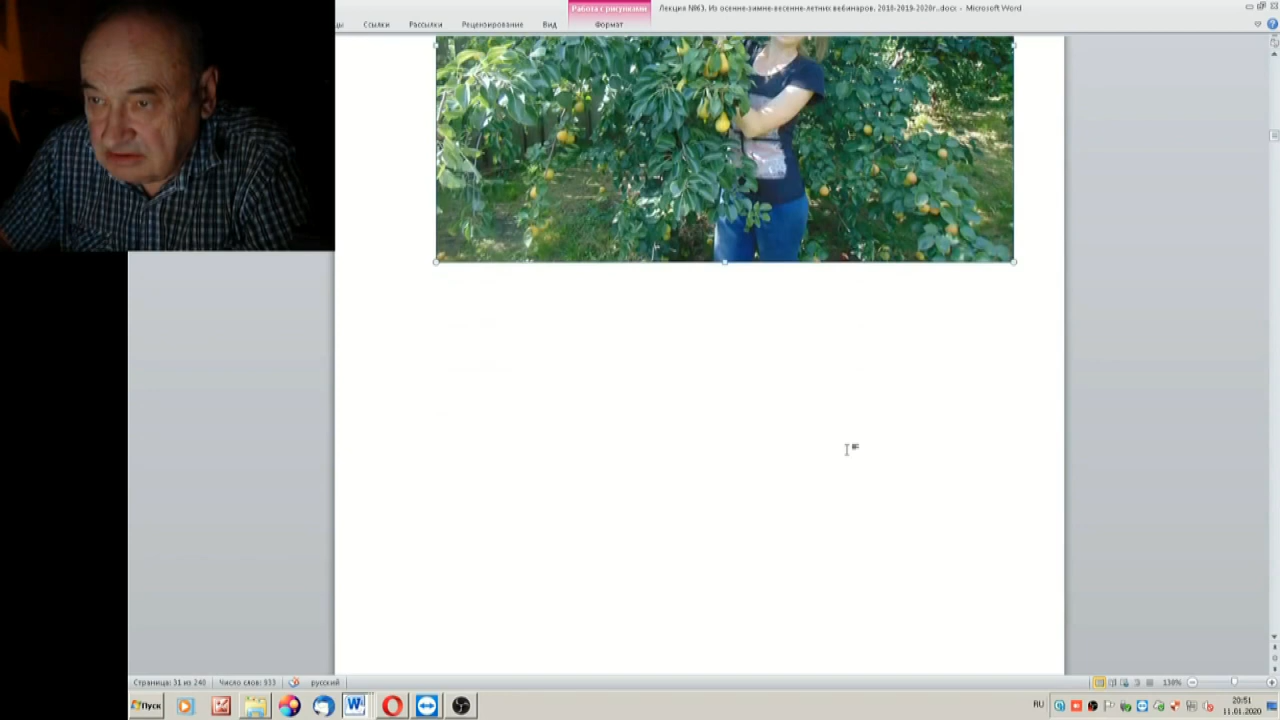 Работа с рисунками
Лекция №63. Из осенне-зимне-весенне-летних вебинаров. 2018-2019-2020г..docx - Microsoft Word
Ссылки Рассылки Рецензирование Вид Формат
Страница: 31 из 240 Число слов: 933 русский 138%
Пуск
RU
20:51
11.01.2020